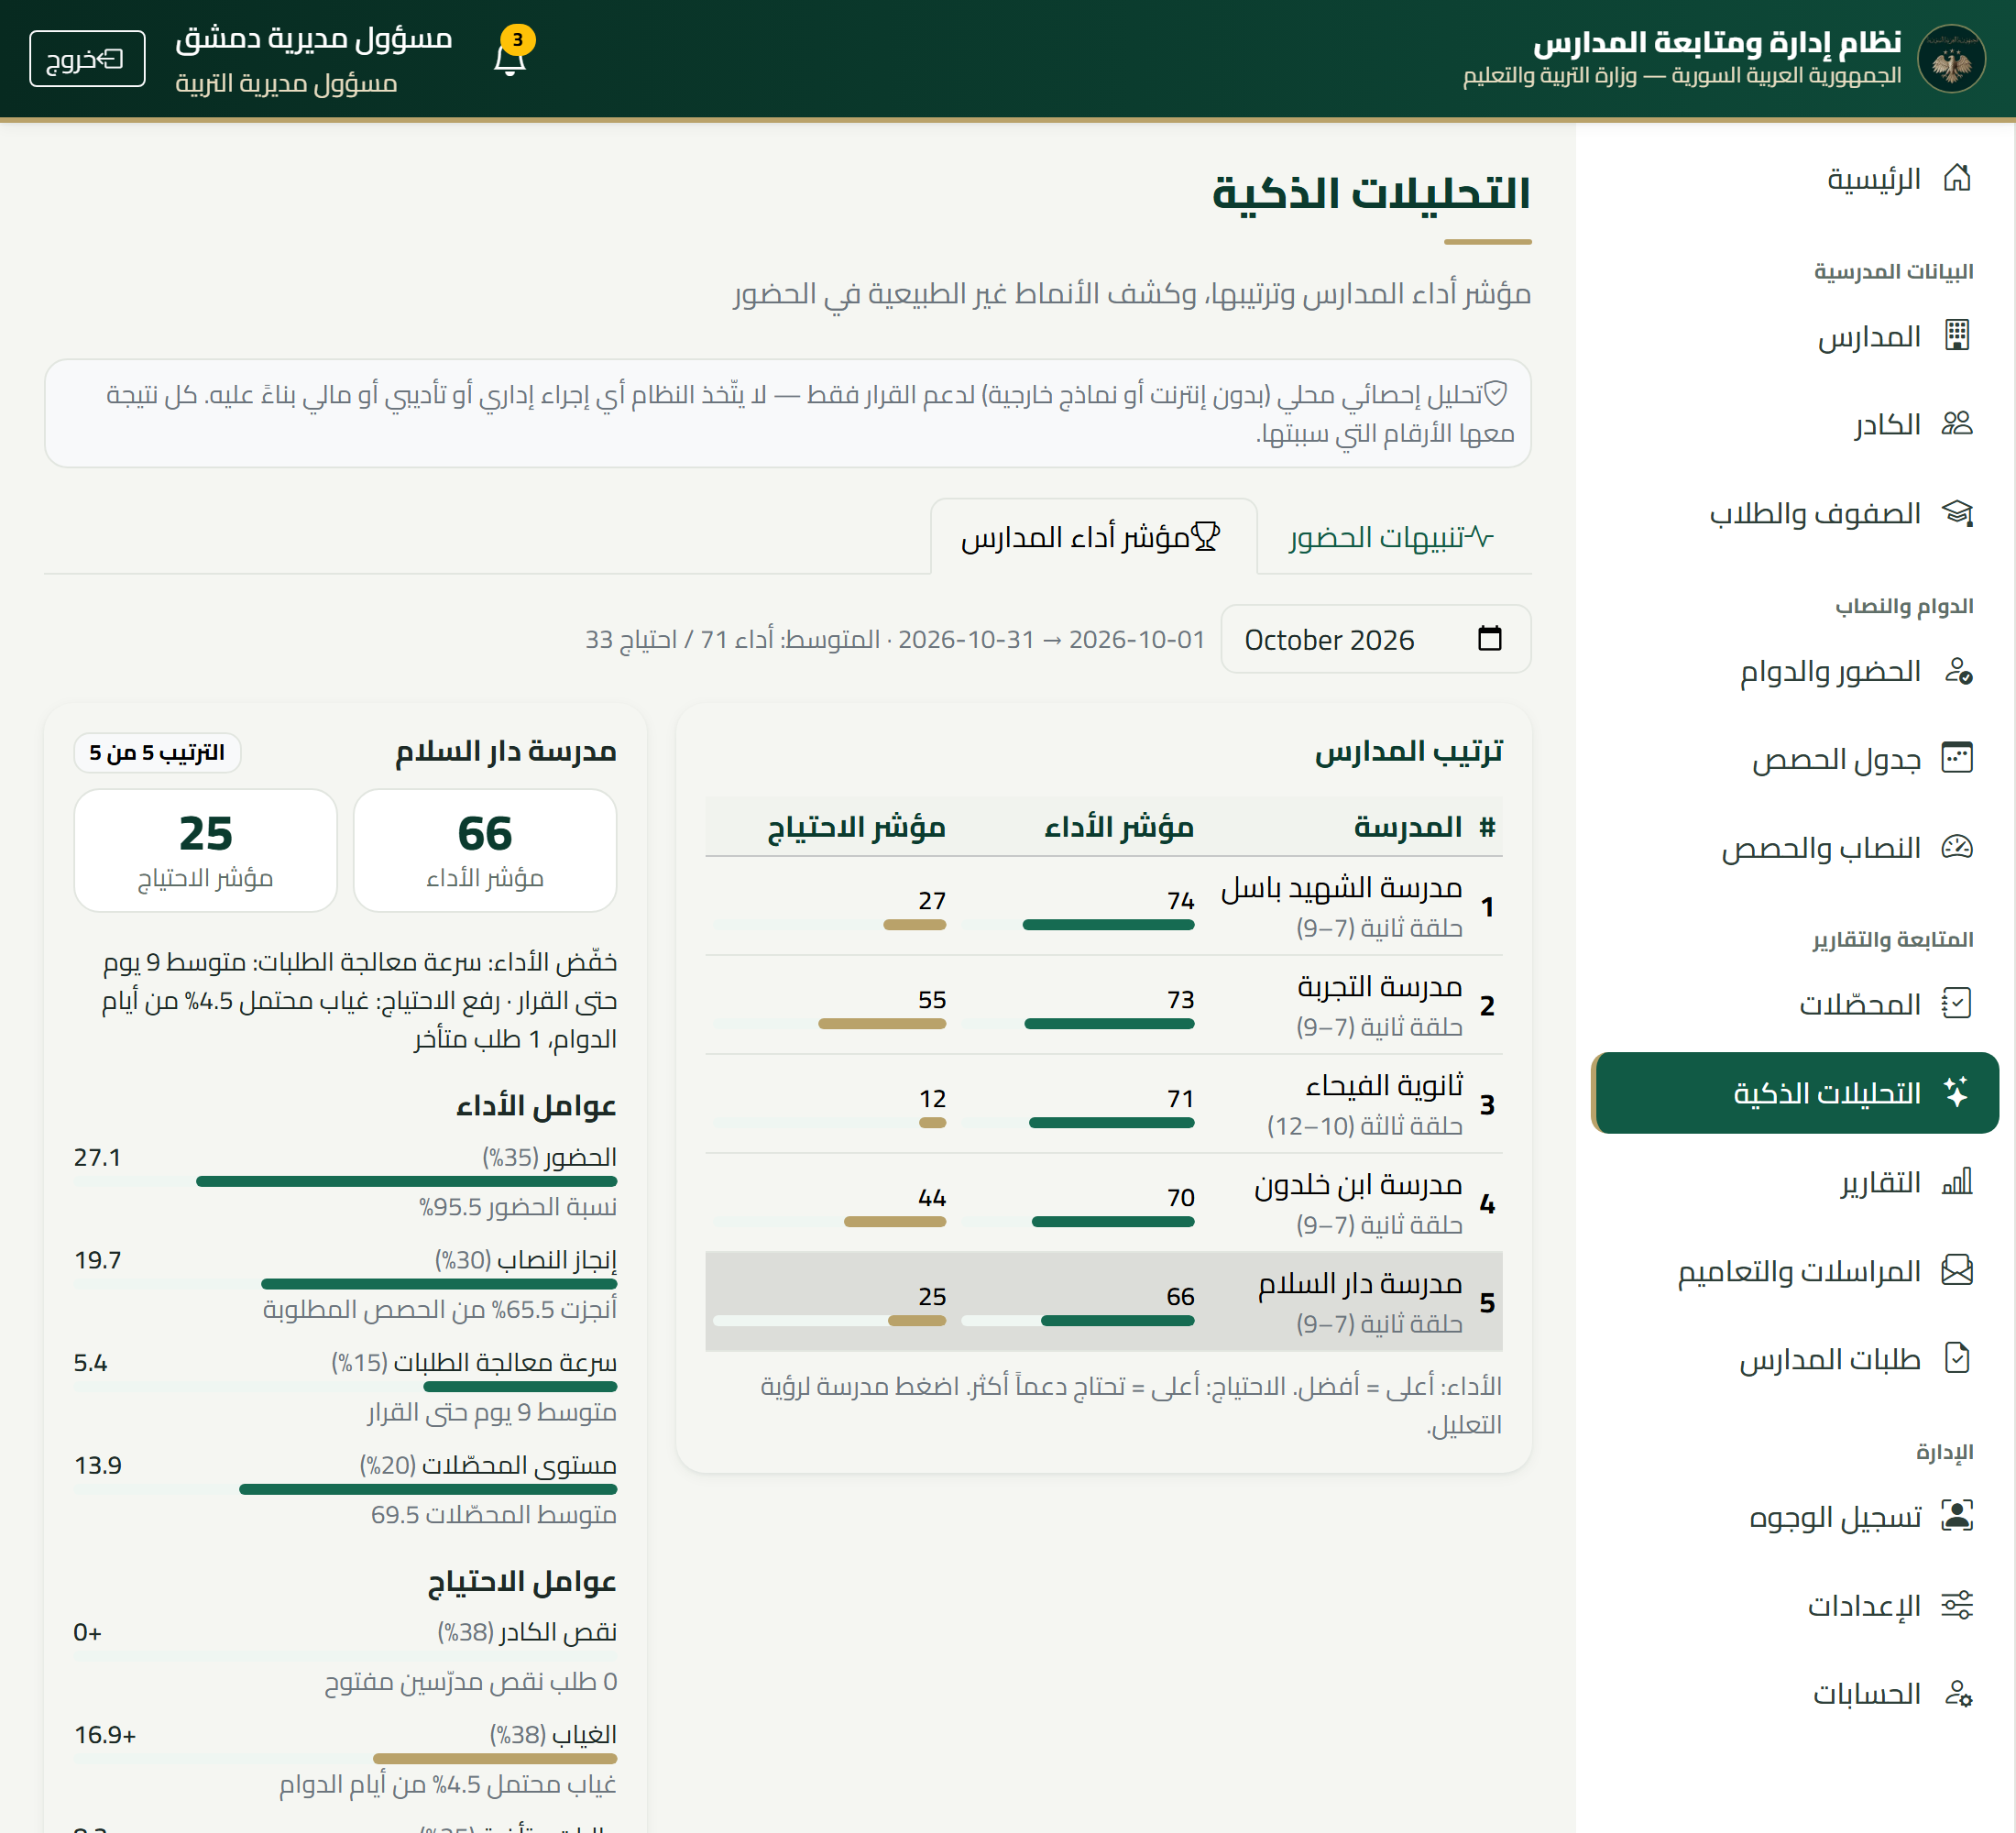 نظام إدارة ومتابعة المدارس
الجمهورية العربية السورية — وزارة التربية والتعليم
3
مسؤول مديرية دمشق
مسؤول مديرية التربية
خروج
الرئيسية
البيانات المدرسية
المدارس
الكادر
الصفوف والطلاب
الدوام والنصاب
الحضور والدوام
جدول الحصص
النصاب والحصص
المتابعة والتقارير
المحصّلات
التحليلات الذكية
التقارير
المراسلات والتعاميم
طلبات المدارس
الإدارة
تسجيل الوجوه
الإعدادات
الحسابات
التحليلات الذكية
مؤشر أداء المدارس وترتيبها، وكشف الأنماط غير الطبيعية في الحضور
تحليل إحصائي محلي (بدون إنترنت أو نماذج خارجية) لدعم القرار فقط — لا يتّخذ النظام أي إجراء إداري أو تأديبي أو مالي بناءً عليه. كل نتيجة
معها الأرقام التي سببتها.
تنبيهات الحضور
مؤشر أداء المدارس
October 2026
2026-10-01 → 2026-10-31 · المتوسط: أداء 71 / احتياج 33
ترتيب المدارس
# المدرسة مؤشر الأداء مؤشر الاحتياج
1 مدرسة الشهيد باسل 74 27
حلقة ثانية (7–9)
2 مدرسة التجربة 73 55
حلقة ثانية (7–9)
3 ثانوية الفيحاء 71 12
حلقة ثالثة (10–12)
4 مدرسة ابن خلدون 70 44
حلقة ثانية (7–9)
5 مدرسة دار السلام 66 25
حلقة ثانية (7–9)
الأداء: أعلى = أفضل. الاحتياج: أعلى = تحتاج دعماً أكثر. اضغط مدرسة لرؤية
التعليل.
مدرسة دار السلام
الترتيب 5 من 5
66
مؤشر الأداء
25
مؤشر الاحتياج
خفّض الأداء: سرعة معالجة الطلبات: متوسط 9 يوم
حتى القرار · رفع الاحتياج: غياب محتمل 4.5% من أيام
الدوام، 1 طلب متأخر
عوامل الأداء
الحضور (35%) 27.1
نسبة الحضور 95.5%
إنجاز النصاب (30%) 19.7
أنجزت 65.5% من الحصص المطلوبة
سرعة معالجة الطلبات (15%) 5.4
متوسط 9 يوم حتى القرار
مستوى المحصّلات (20%) 13.9
متوسط المحصّلات 69.5
عوامل الاحتياج
نقص الكادر (38%) +0
0 طلب نقص مدرّسين مفتوح
الغياب (38%) +16.9
غياب محتمل 4.5% من أيام الدوام